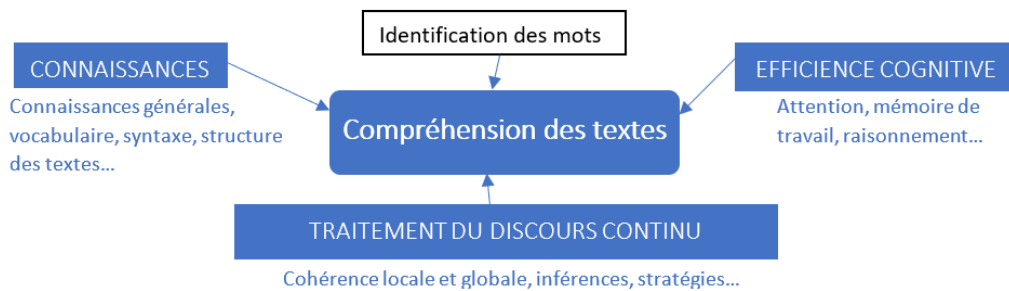 Identification des mots
CONNAISSANCES
Connaissances générales,
vocabulaire, syntaxe, structure
des textes...
EFFICIENCE COGNITIVE
Attention, mémoire de
travail, raisonnement...
Compréhension des textes
TRAITEMENT DU DISCOURS CONTINU
Cohérence locale et globale, inférences, stratégies...